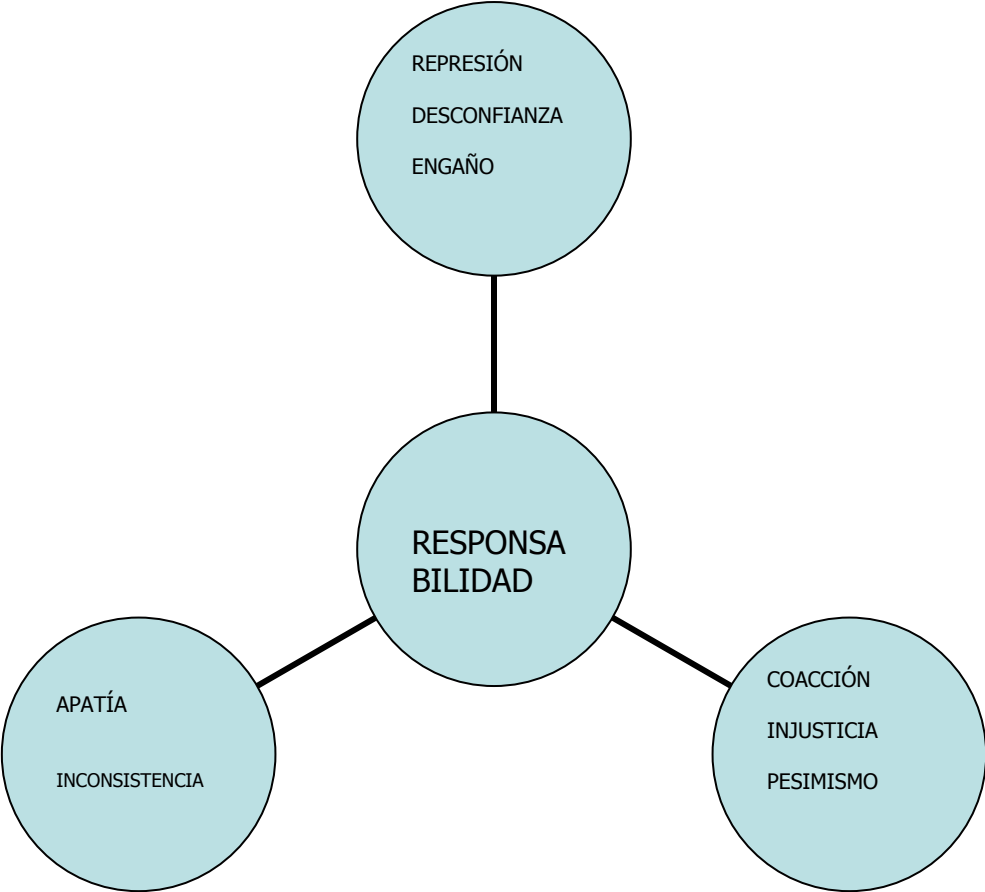 REPRESIÓN
DESCONFIANZA
ENGAÑO
RESPONSA
BILIDAD
APATÍA
INCONSISTENCIA
COACCIÓN
INJUSTICIA
PESIMISMO